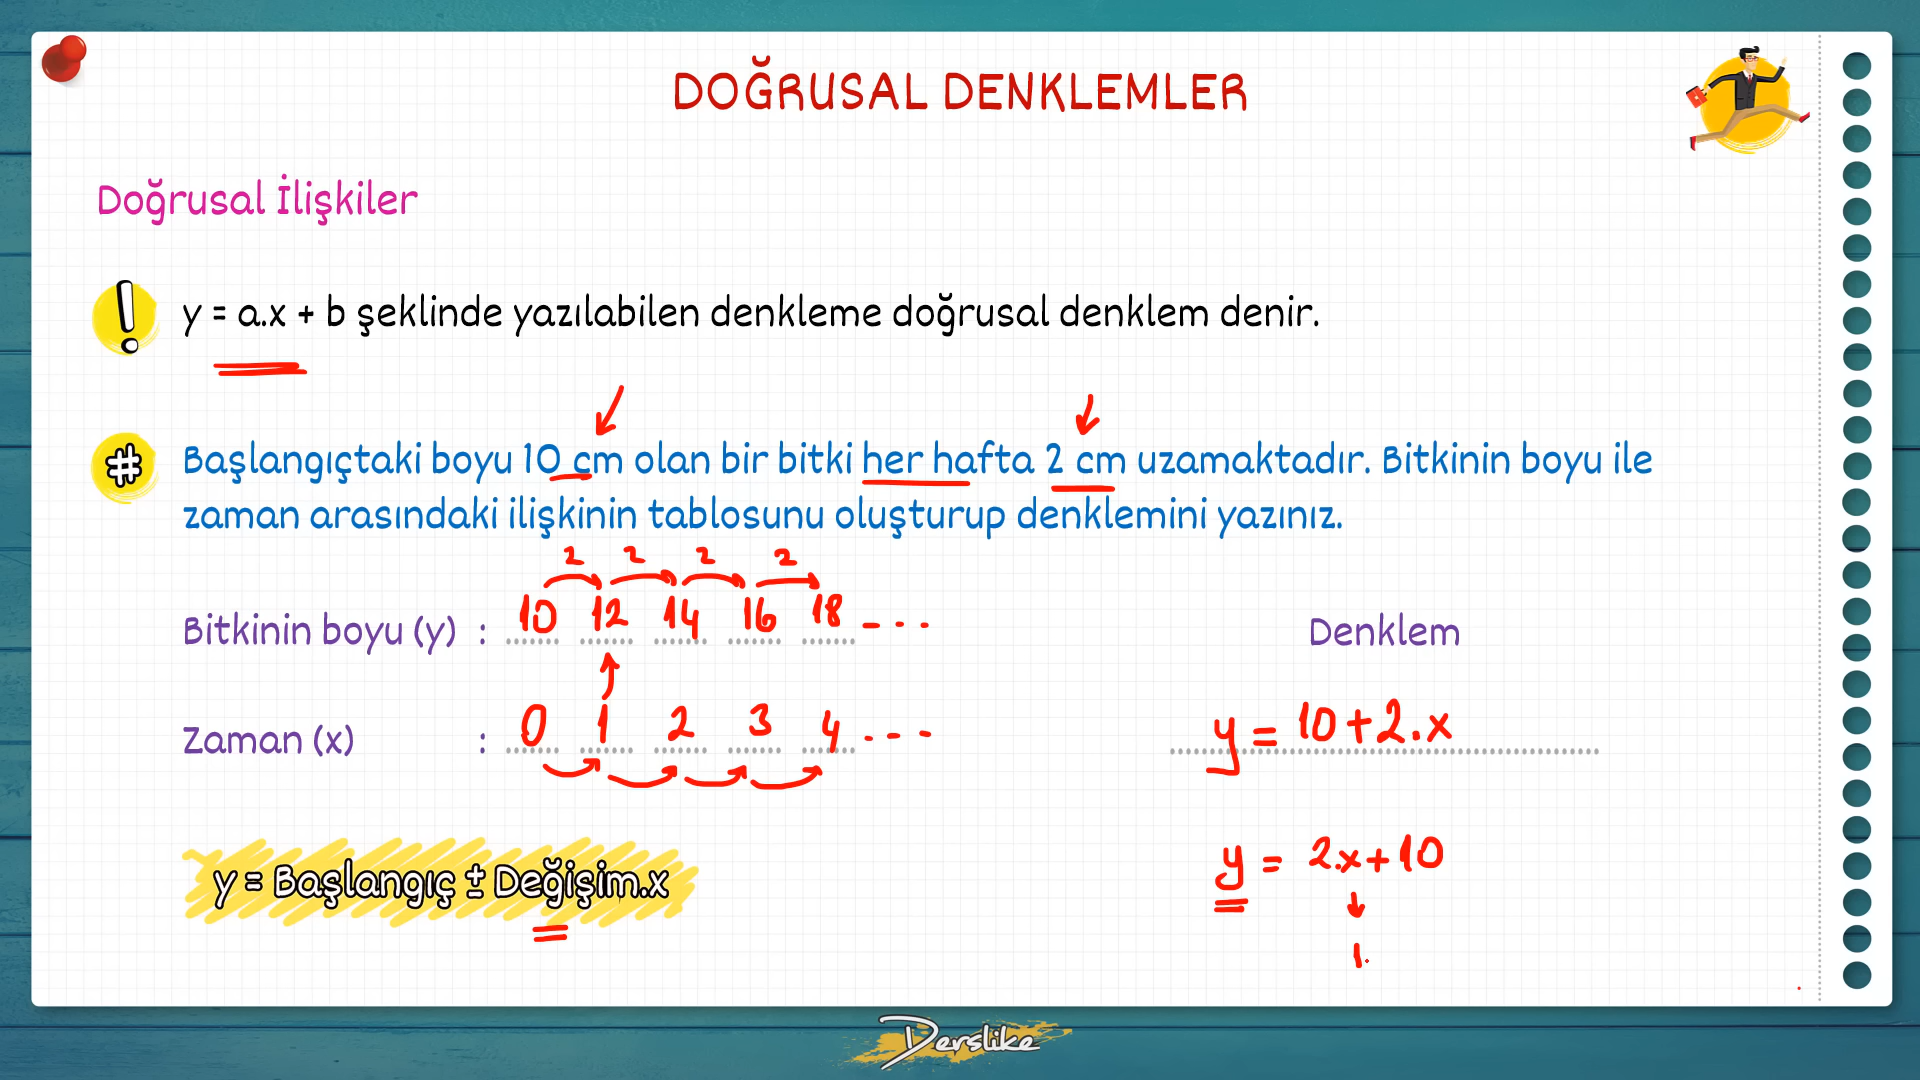 DOĞRUSAL DENKLEMLER
Doğrusal İlişkiler
! y = a.x + b şeklinde yazılabilen denkleme doğrusal denklem denir.
# Başlangıçtaki boyu 10 cm olan bir bitki her hafta 2 cm uzamaktadır. Bitkinin boyu ile
zaman arasındaki ilişkinin tablosunu oluşturup denklemini yazınız.
2 2 2 2
Bitkinin boyu (y) : 10 12 14 16 18 - - -
Denklem
Zaman (x) : 0 1 2 3 4 - - -
y = 10+2.x
y = Başlangıç ± Değişim.x
y = 2.x+10
1.
Derslike